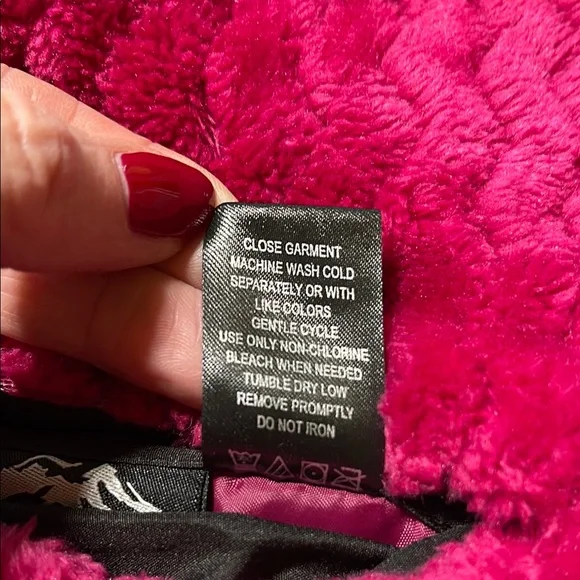 CLOSE GARMENT
MACHINE WASH COLD
SEPARATELY OR WITH
LIKE COLORS
GENTLE CYCLE
USE ONLY NON-CHLORINE
BLEACH WHEN NEEDED
TUMBLE DRY LOW
REMOVE PROMPTLY
DO NOT IRON